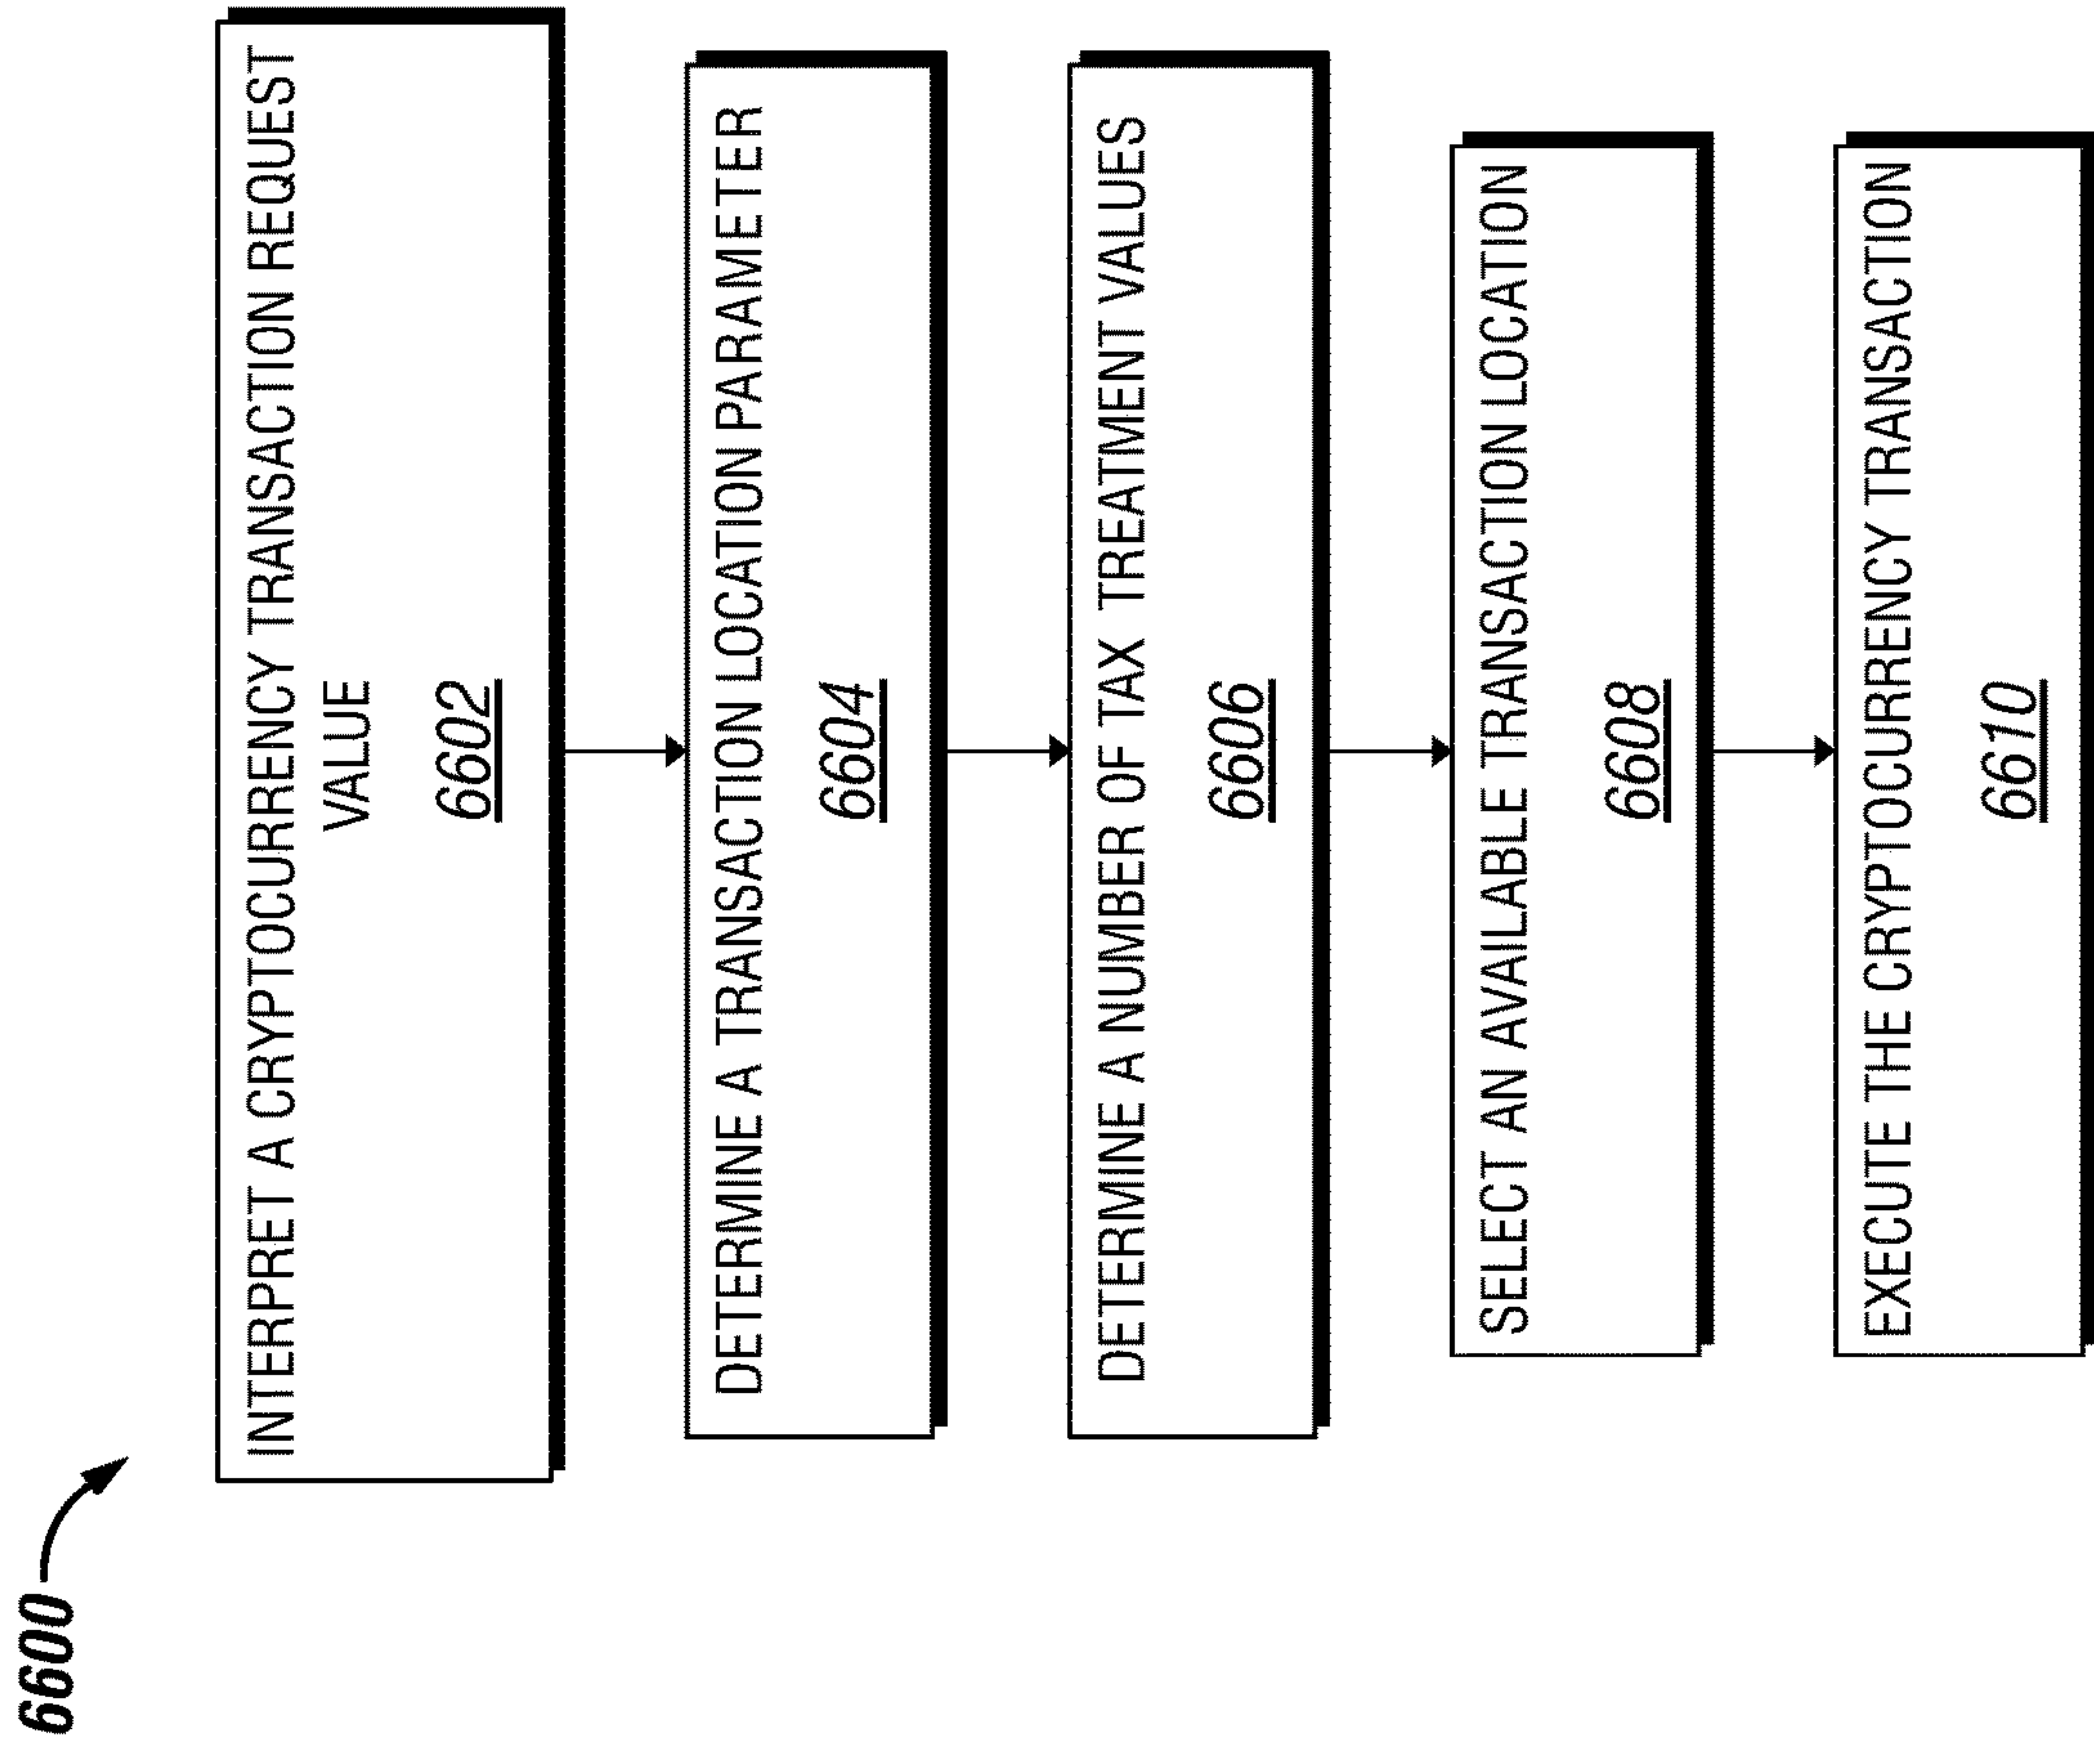 6600
INTERPRET A CRYPTOCURRENCY TRANSACTION REQUEST
VALUE
6602
DETERMINE A TRANSACTION LOCATION PARAMETER
6604
DETERMINE A NUMBER OF TAX TREATMENT VALUES
6606
SELECT AN AVAILABLE TRANSACTION LOCATION
6608
EXECUTE THE CRYPTOCURRENCY TRANSACTION
6610